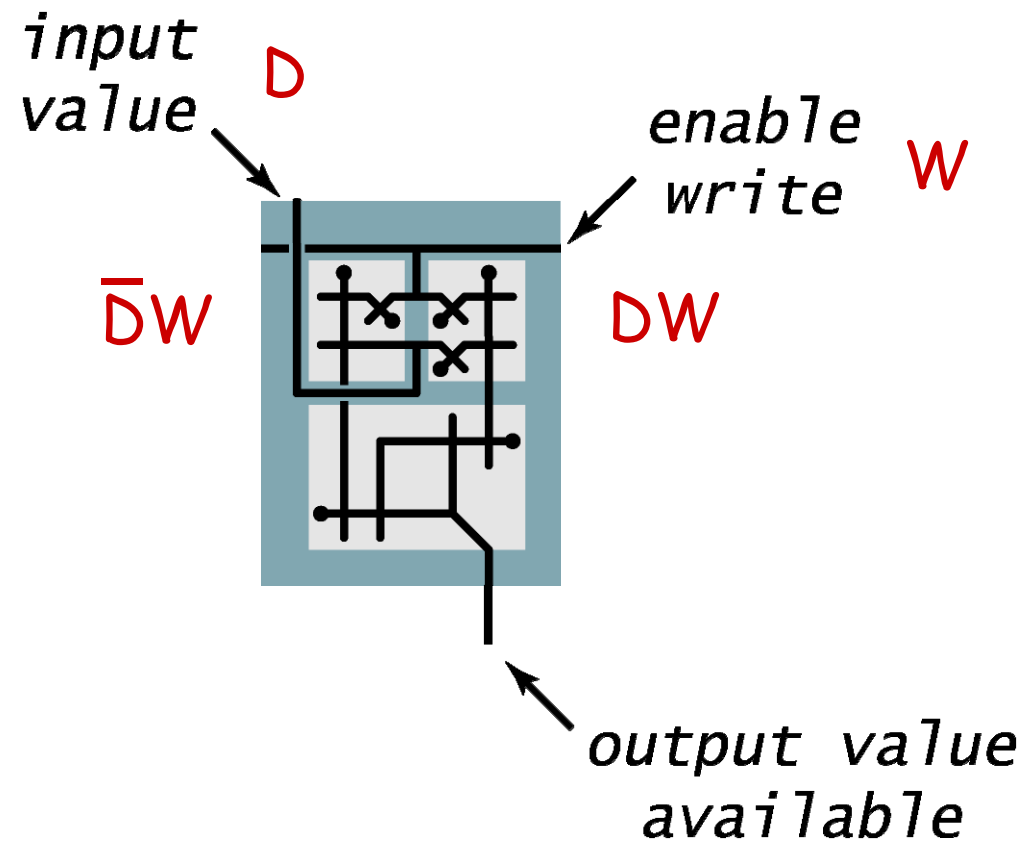 input
value
D
enable
write
W
D̅W
DW
output value
available